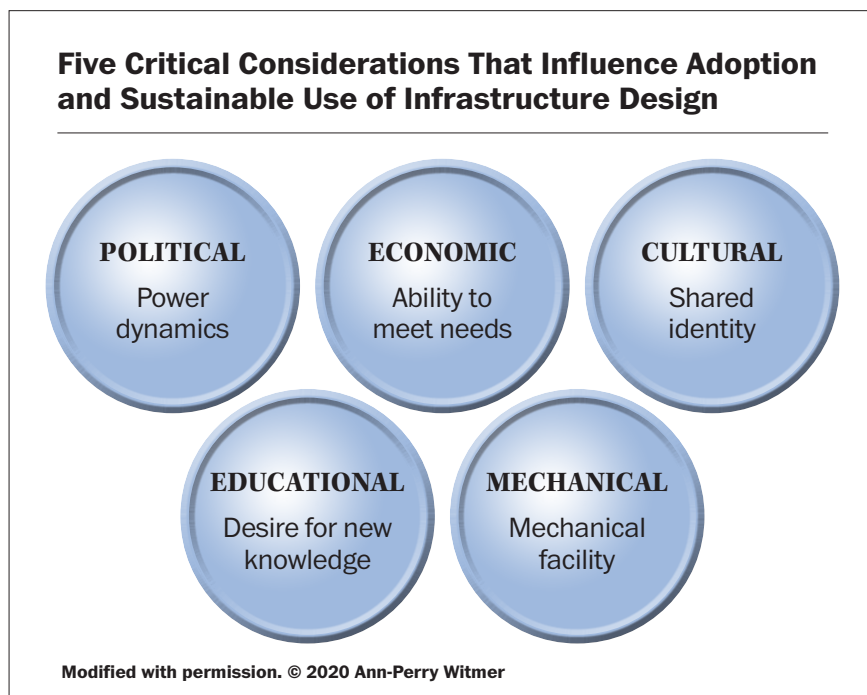 Five Critical Considerations That Influence Adoption
and Sustainable Use of Infrastructure Design
POLITICAL
Power
dynamics
ECONOMIC
Ability to
meet needs
CULTURAL
Shared
identity
EDUCATIONAL
Desire for new
knowledge
MECHANICAL
Mechanical
facility
Modified with permission. © 2020 Ann-Perry Witmer